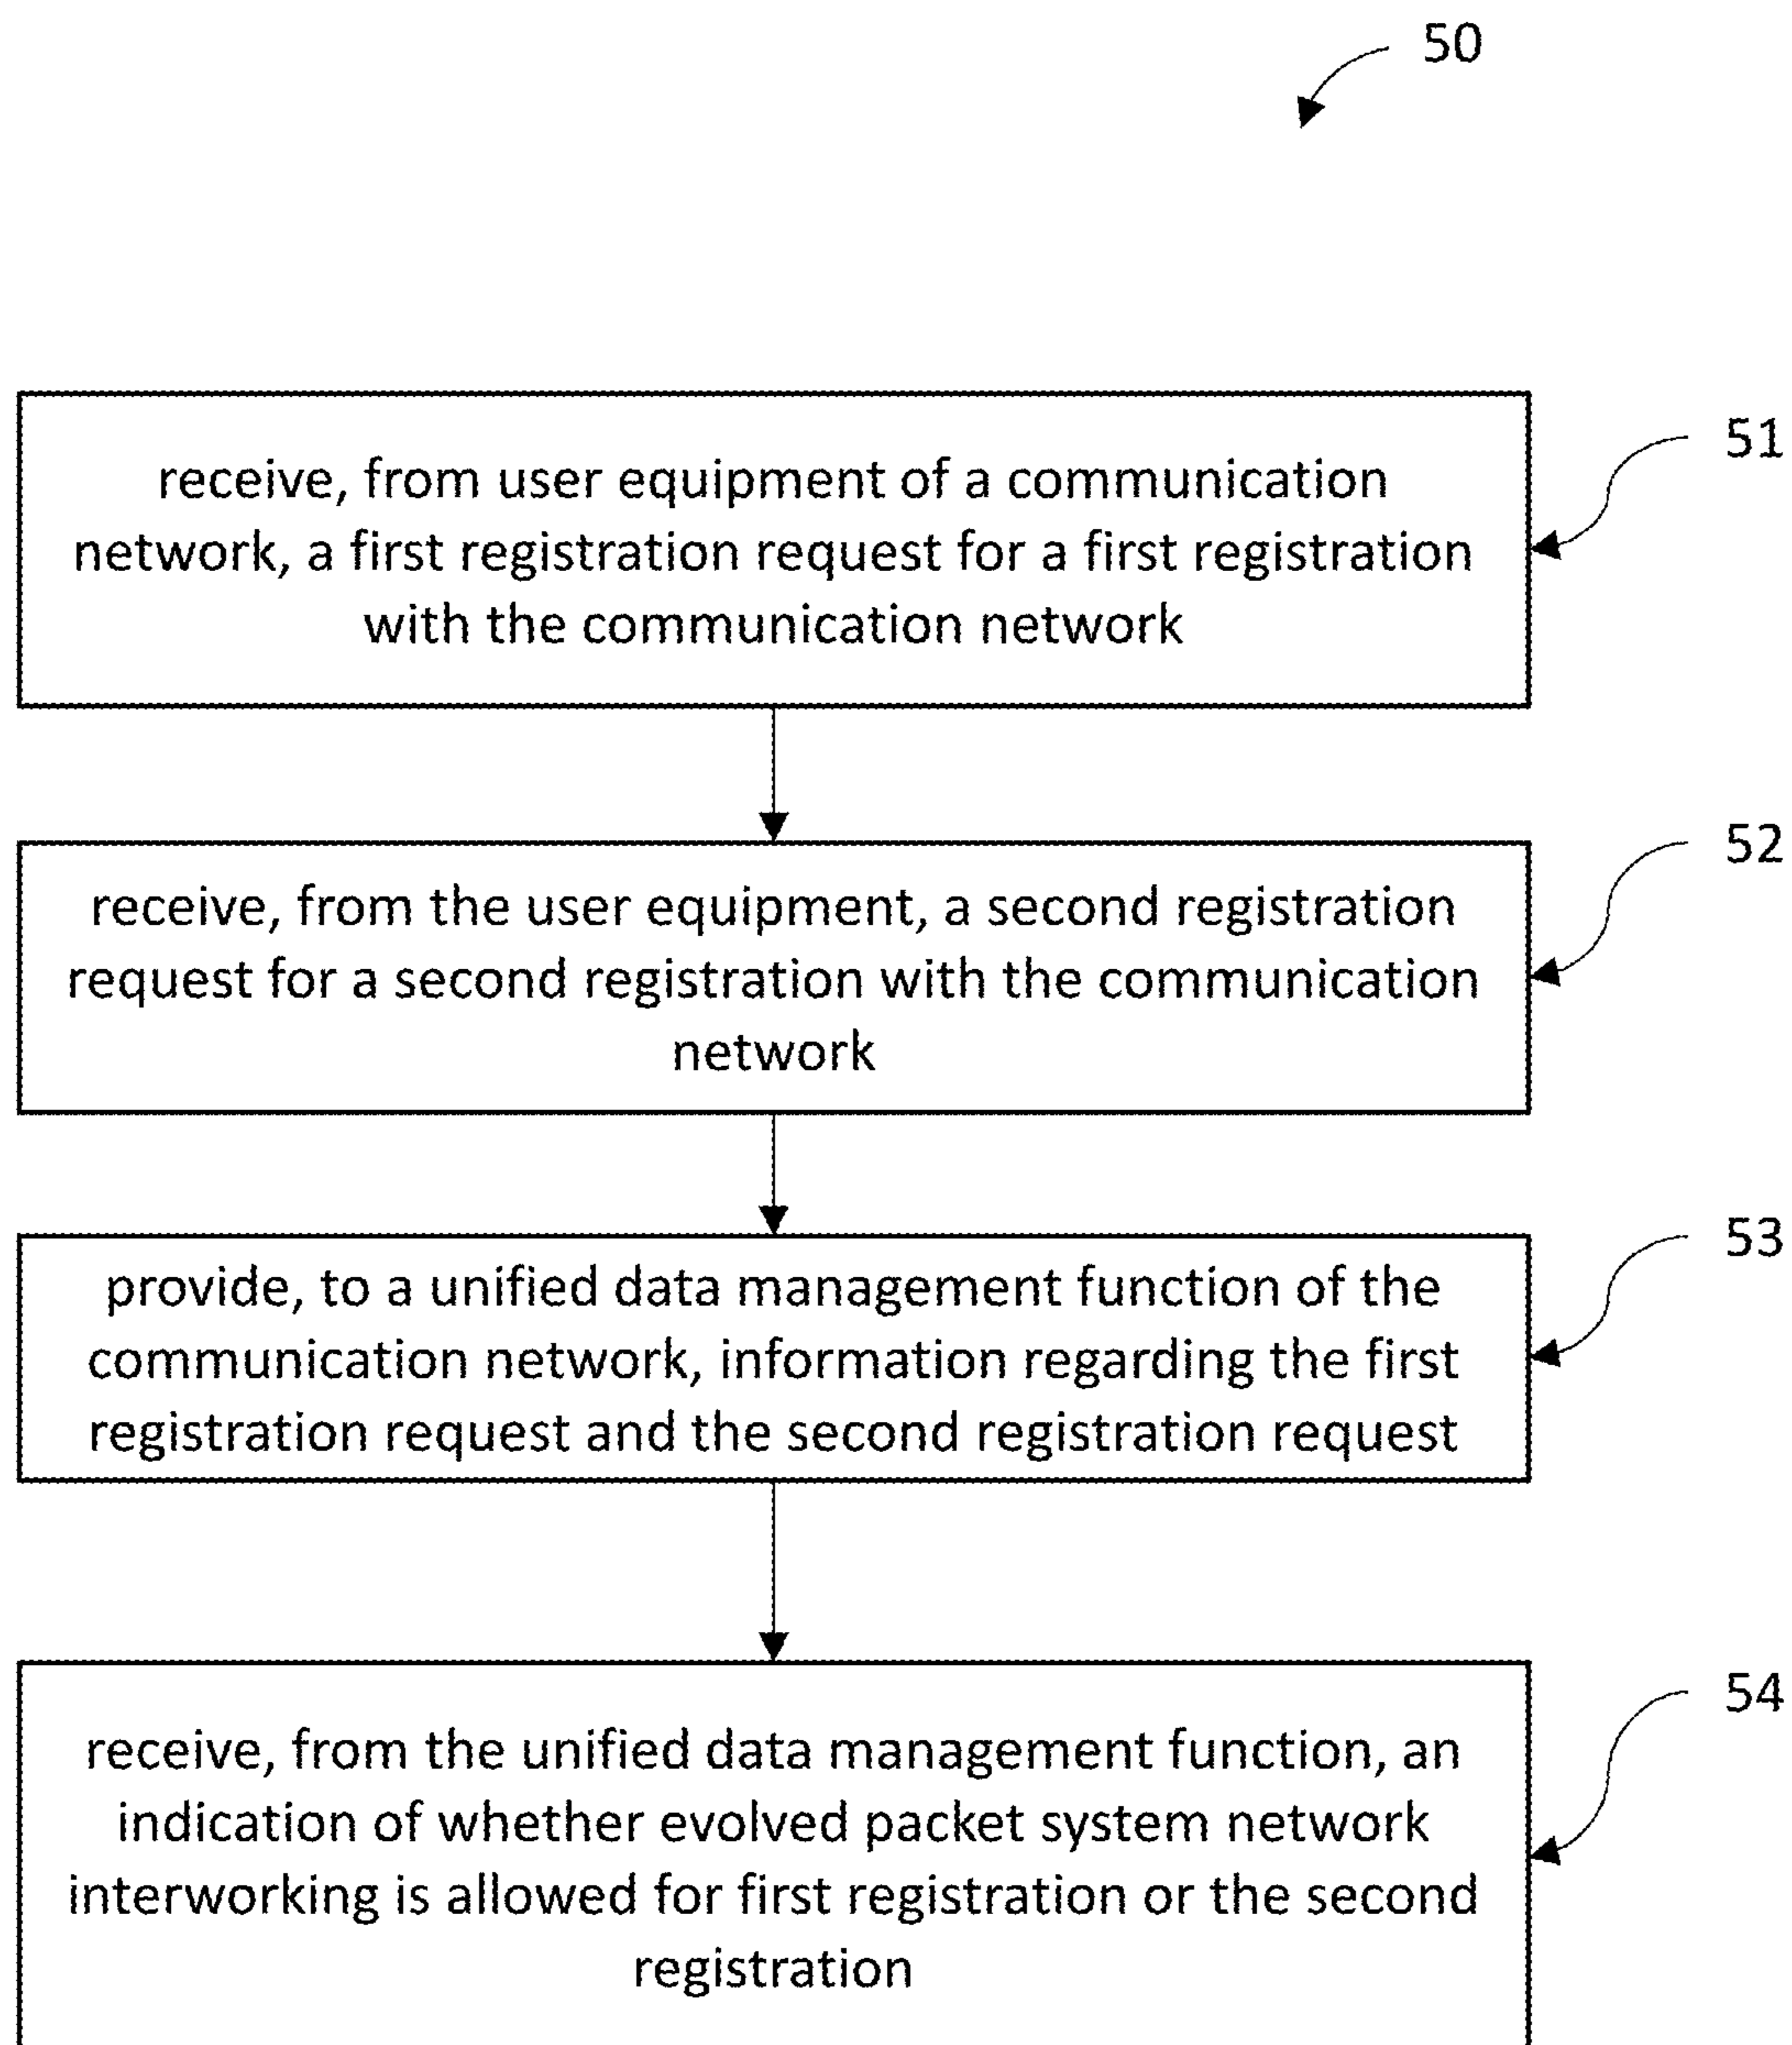 50
receive, from user equipment of a communication
network, a first registration request for a first registration
with the communication network
51
receive, from the user equipment, a second registration
request for a second registration with the communication
network
52
provide, to a unified data management function of the
communication network, information regarding the first
registration request and the second registration request
53
receive, from the unified data management function, an
indication of whether evolved packet system network
interworking is allowed for first registration or the second
registration
54